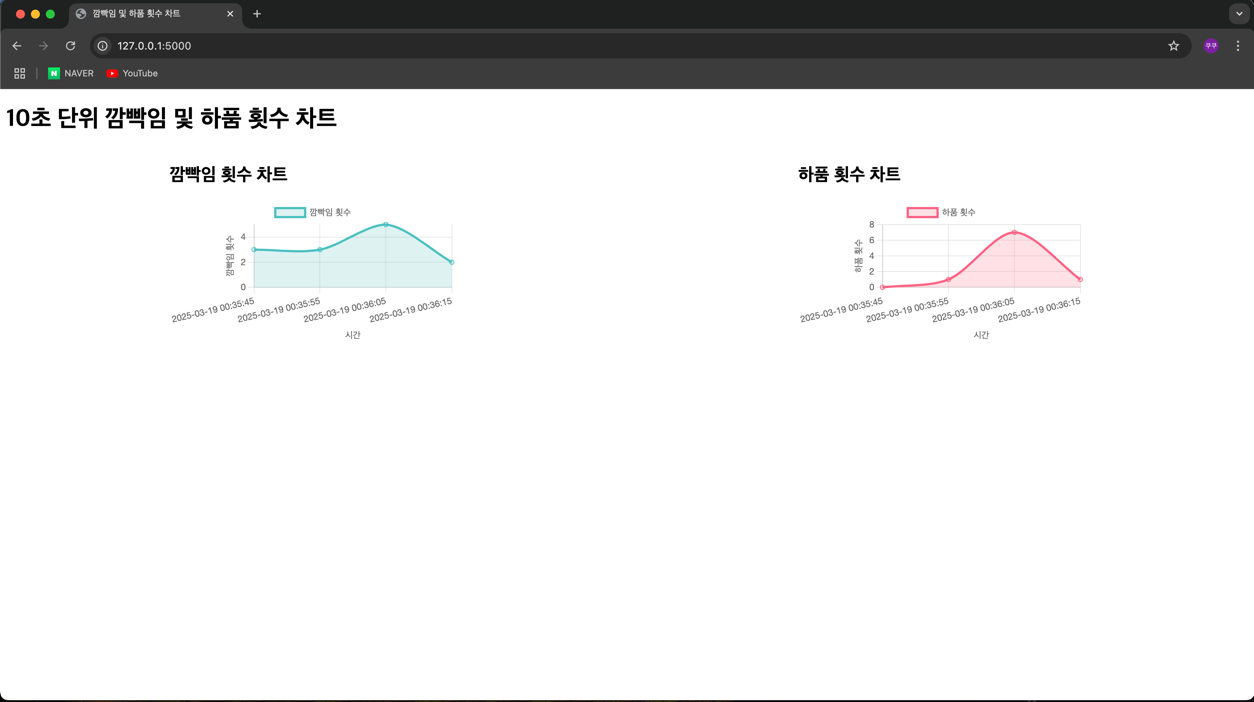 깜빡임 및 하품 횟수 차트
127.0.0.1:5000
쿠쿠
NAVER
YouTube
10초 단위 깜빡임 및 하품 횟수 차트
깜빡임 횟수 차트
깜빡임 횟수
깜빡임 횟수
4
2
0
2025-03-19 00:35:45
2025-03-19 00:35:55
2025-03-19 00:36:05
2025-03-19 00:36:15
시간
하품 횟수 차트
하품 횟수
하품 횟수
8
6
4
2
0
2025-03-19 00:35:45
2025-03-19 00:35:55
2025-03-19 00:36:05
2025-03-19 00:36:15
시간